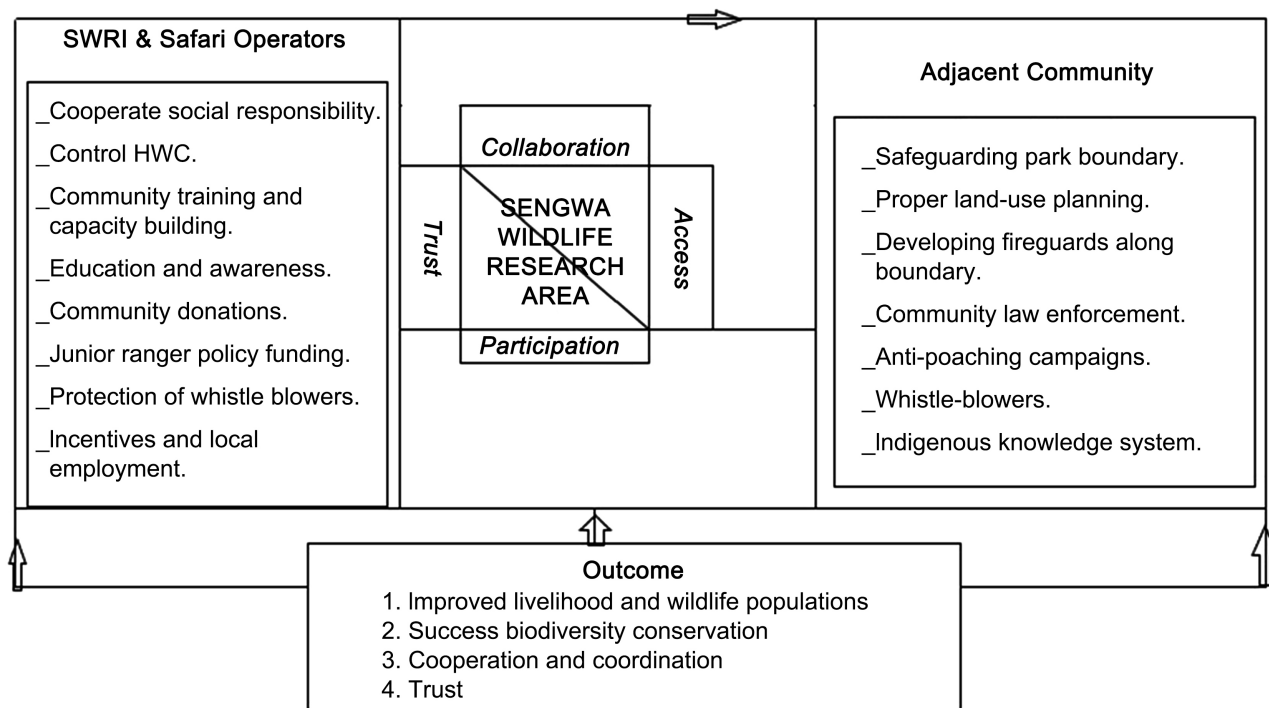 SWRI & Safari Operators
_Cooperate social responsibility.
_Control HWC.
_Community training and
capacity building.
_Education and awareness.
_Community donations.
_Junior ranger policy funding.
_Protection of whistle blowers.
_Incentives and local
employment.
Collaboration
Trust
SENGWA
WILDLIFE
RESEARCH
AREA
Access
Participation
Adjacent Community
_Safeguarding park boundary.
_Proper land-use planning.
_Developing fireguards along
boundary.
_Community law enforcement.
_Anti-poaching campaigns.
_Whistle-blowers.
_Indigenous knowledge system.
Outcome
1. Improved livelihood and wildlife populations
2. Success biodiversity conservation
3. Cooperation and coordination
4. Trust